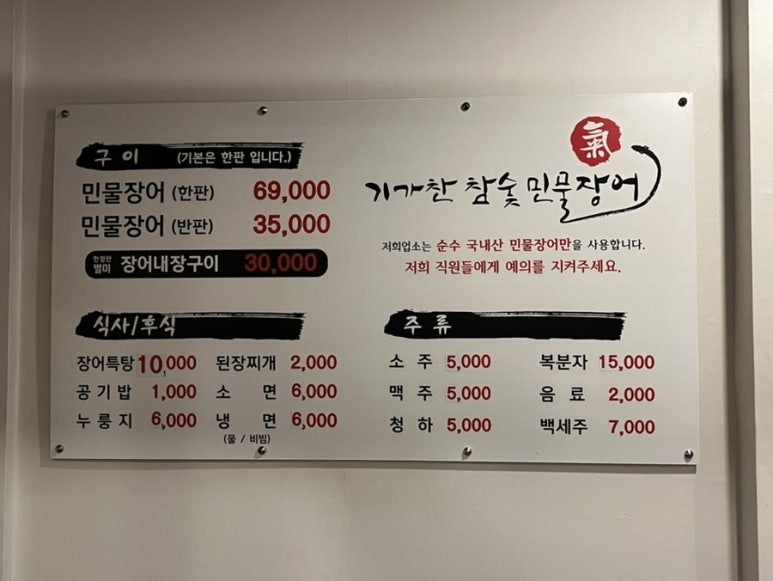 구 이 (기본은 한판 입니다.)
민물장어 (한판) 69,000
민물장어 (반판) 35,000
한정판 별미 장어내장구이 30,000
氣
기가찬 참숯 민물장어
저희업소는 순수 국내산 민물장어만을 사용합니다.
저희 직원들에게 예의를 지켜주세요.
식사/후식
장어특탕 10,000 된장찌개 2,000
공기밥 1,000 소 면 6,000
누룽지 6,000 냉 면 6,000
(물 / 비빔)
주 류
소 주 5,000 복분자 15,000
맥 주 5,000 음 료 2,000
청 하 5,000 백세주 7,000